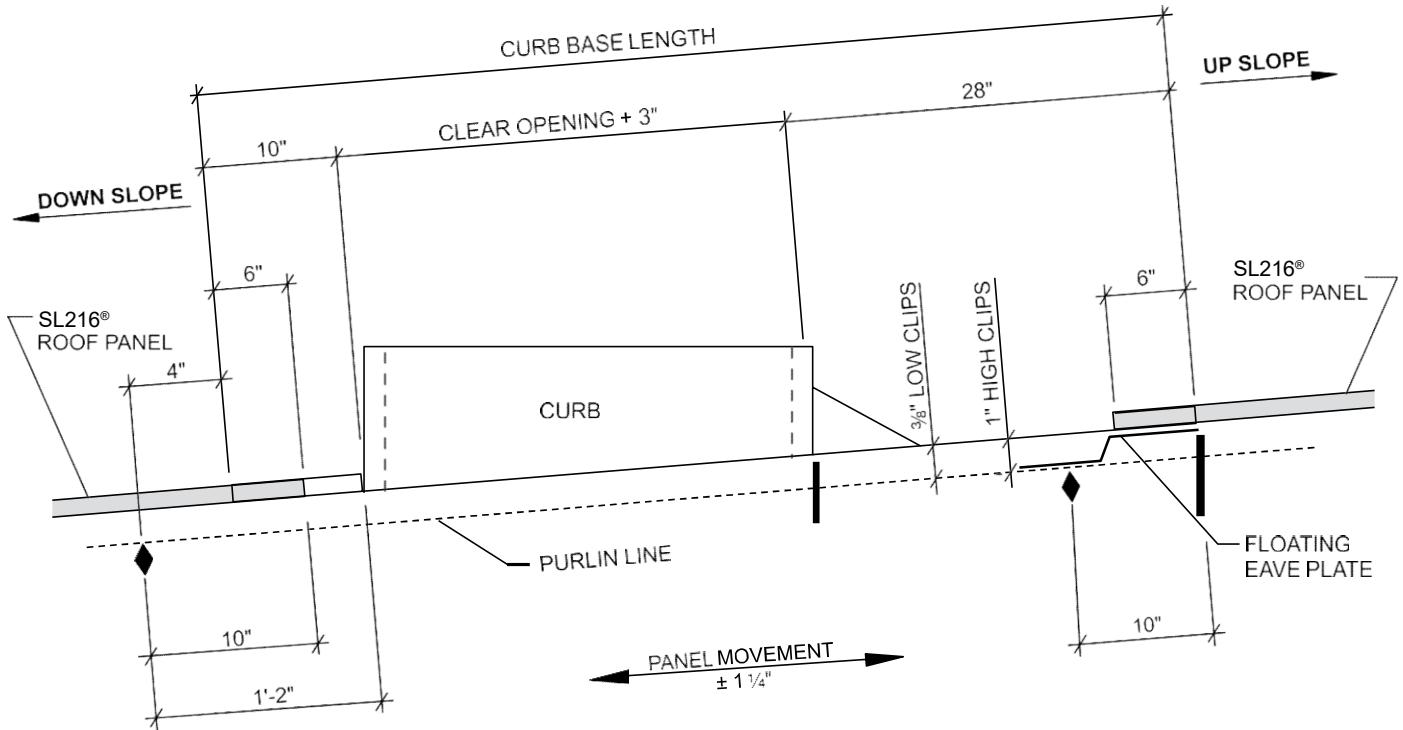 CURB BASE LENGTH
UP SLOPE
28"
CLEAR OPENING + 3"
10"
DOWN SLOPE
6"
SL216®
ROOF PANEL
4"
CURB
⅜" LOW CLIPS
1" HIGH CLIPS
6"
SL216®
ROOF PANEL
PURLIN LINE
FLOATING
EAVE PLATE
10"
1'-2"
PANEL MOVEMENT
± 1 ¼"
10"